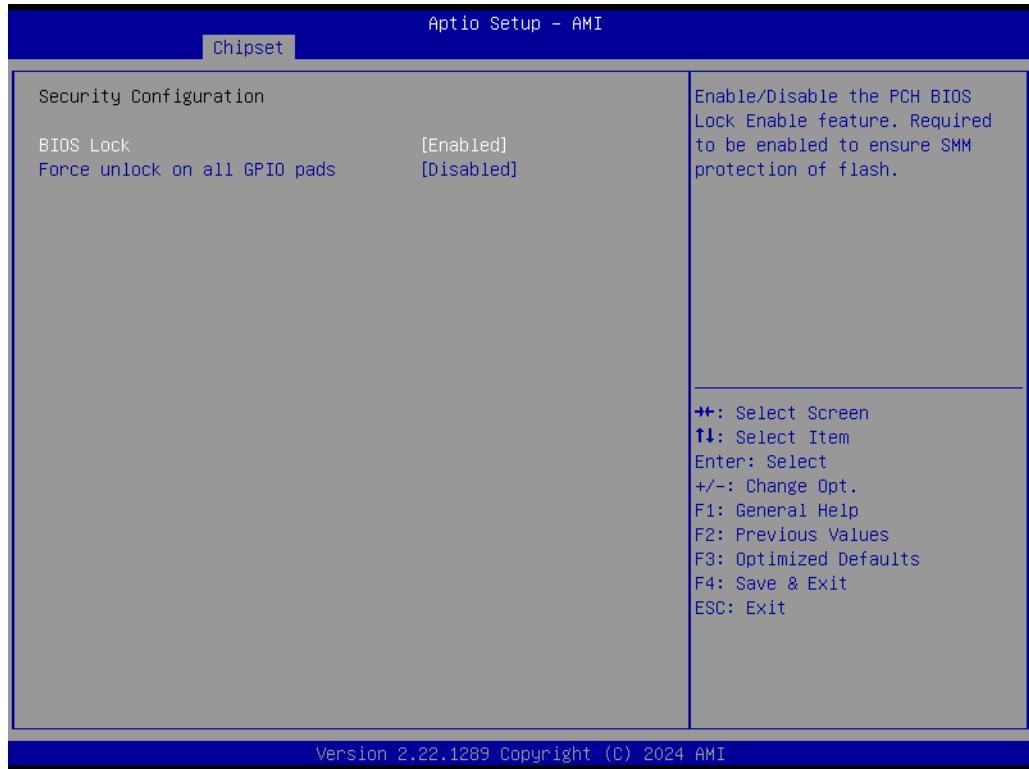 Aptio Setup – AMI
Chipset
Security Configuration
BIOS Lock [Enabled]
Force unlock on all GPIO pads [Disabled]
Enable/Disable the PCH BIOS
Lock Enable feature. Required
to be enabled to ensure SMM
protection of flash.
→←: Select Screen
↑↓: Select Item
Enter: Select
+/-: Change Opt.
F1: General Help
F2: Previous Values
F3: Optimized Defaults
F4: Save & Exit
ESC: Exit
Version 2.22.1289 Copyright (C) 2024 AMI